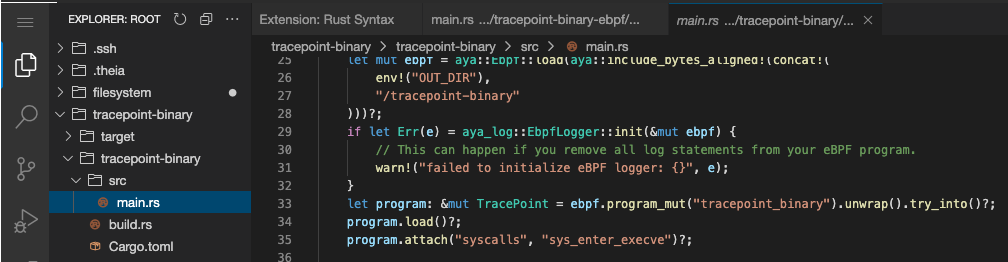 EXPLORER: ROOT
.ssh
.theia
filesystem
tracepoint-binary
target
tracepoint-binary
src
main.rs
build.rs
Cargo.toml
Extension: Rust Syntax
main.rs .../tracepoint-binary-ebpf/...
main.rs .../tracepoint-binary/...
tracepoint-binary > tracepoint-binary > src > main.rs
25 let mut ebpf = aya::Ebpf::load(aya::include_bytes_aligned!(concat!(
26 env!("OUT_DIR"),
27 "/tracepoint-binary"
28 )))?;
29 if let Err(e) = aya_log::EbpfLogger::init(&mut ebpf) {
30 // This can happen if you remove all log statements from your eBPF program.
31 warn!("failed to initialize eBPF logger: {}", e);
32 }
33 let program: &mut TracePoint = ebpf.program_mut("tracepoint_binary").unwrap().try_into()?;
34 program.load()?;
35 program.attach("syscalls", "sys_enter_execve")?;
36